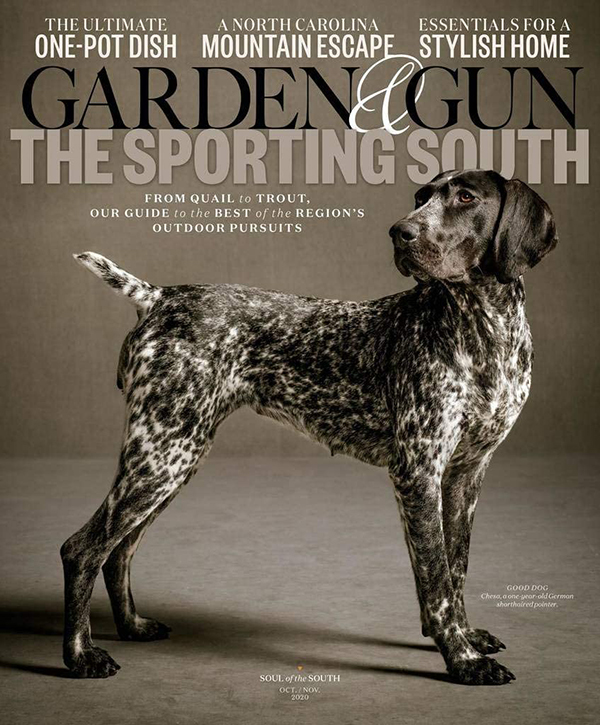 THE ULTIMATE
ONE-POT DISH
A NORTH CAROLINA
MOUNTAIN ESCAPE
ESSENTIALS FOR A
STYLISH HOME
GARDEN & GUN
THE SPORTING SOUTH
FROM QUAIL to TROUT,
OUR GUIDE to the BEST of the REGION'S
OUTDOOR PURSUITS
GOOD DOG
Chesa, a one-year-old German
shorthaired pointer.
SOUL of the SOUTH
OCT. / NOV.
2020